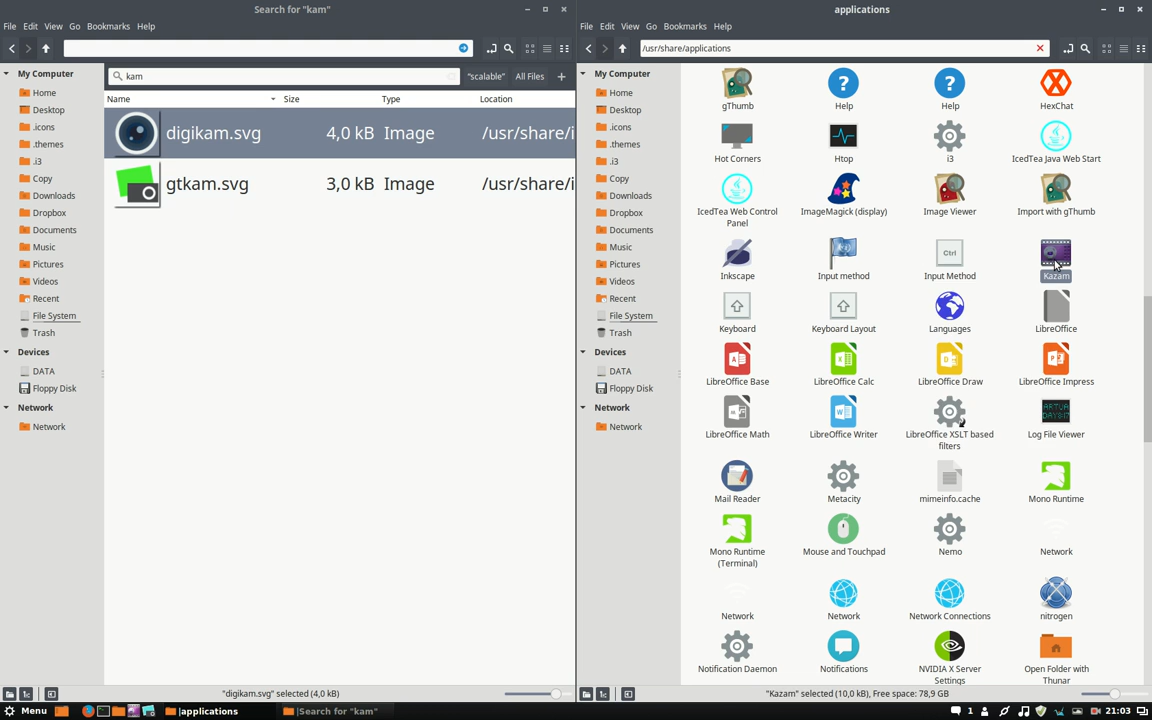 Search for "kam"
File Edit View Go Bookmarks Help
My Computer
Home
Desktop
.icons
.themes
.i3
Copy
Downloads
Dropbox
Documents
Music
Pictures
Videos
Recent
File System
Trash
Devices
DATA
Floppy Disk
Network
Network
kam "scalable" All Files
Name Size Type Location
digikam.svg 4,0 kB Image /usr/share/i
gtkam.svg 3,0 kB Image /usr/share/i
"digikam.svg" selected (4,0 kB)
applications
File Edit View Go Bookmarks Help
/usr/share/applications
My Computer
Home
Desktop
.icons
.themes
.i3
Copy
Downloads
Dropbox
Documents
Music
Pictures
Videos
Recent
File System
Trash
Devices
DATA
Floppy Disk
Network
Network
gThumb Help Help HexChat
Hot Corners Htop i3 IcedTea Java Web Start
IcedTea Web Control ImageMagick (display) Image Viewer Import with gThumb
Panel
Ctrl
Inkscape Input method Input Method Kazam
Keyboard Keyboard Layout Languages LibreOffice
LibreOffice Base LibreOffice Calc LibreOffice Draw LibreOffice Impress
LibreOffice Math LibreOffice Writer LibreOffice XSLT based Log File Viewer
filters
Mail Reader Metacity mimeinfo.cache Mono Runtime
Mono Runtime Mouse and Touchpad Nemo Network
(Terminal)
Network Network Network Connections nitrogen
Notification Daemon Notifications NVIDIA X Server Open Folder with
Settings Thunar
"Kazam" selected (10,0 kB), Free space: 78,9 GB
Menu |applications |Search for "kam" 1 21:03